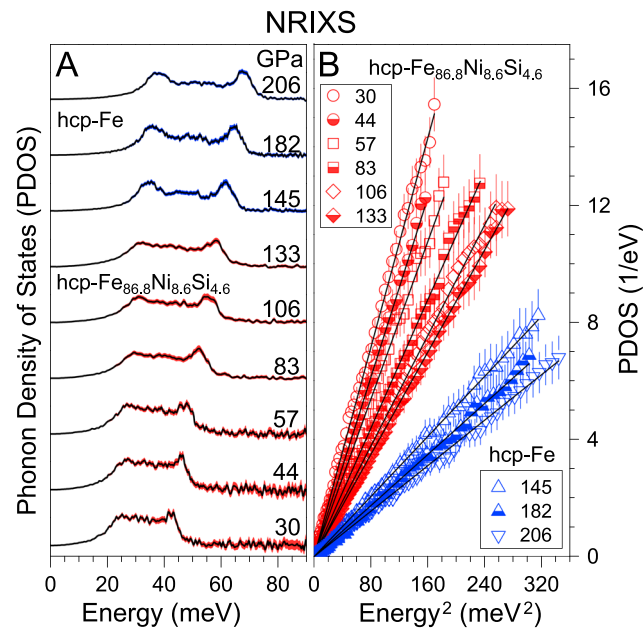 NRIXS
A
GPa
206
hcp-Fe
182
145
133
hcp-Fe86.8Ni8.6Si4.6
106
83
57
44
30
Phonon Density of States (PDOS)
0 20 40 60 80
Energy (meV)
B
hcp-Fe86.8Ni8.6Si4.6
30
44
57
83
106
133
hcp-Fe
145
182
206
16
12
8
4
0
PDOS (1/eV)
0 80 160 240 320
Energy² (meV²)